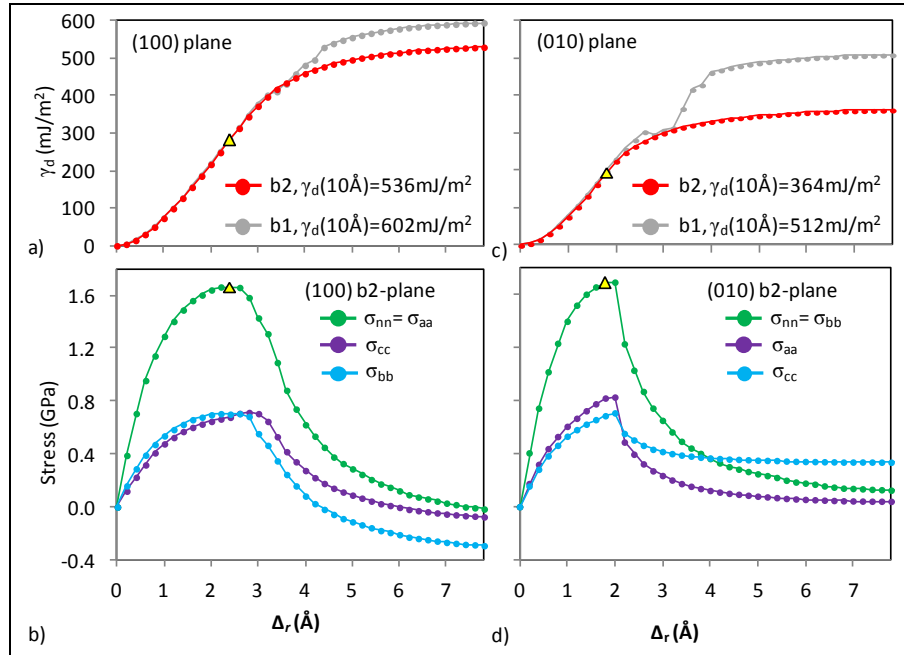 600
500
400
300
200
100
0
γd (mJ/m²)
(100) plane
b2, γd(10Å)=536mJ/m²
b1, γd(10Å)=602mJ/m²
a)
(010) plane
b2, γd(10Å)=364mJ/m²
b1, γd(10Å)=512mJ/m²
c)
1.6
1.2
0.8
0.4
0.0
-0.4
Stress (GPa)
(100) b2-plane
σnn= σaa
σcc
σbb
0 1 2 3 4 5 6 7
Δr (Å)
b)
(010) b2-plane
σnn= σbb
σaa
σcc
0 1 2 3 4 5 6 7
Δr (Å)
d)